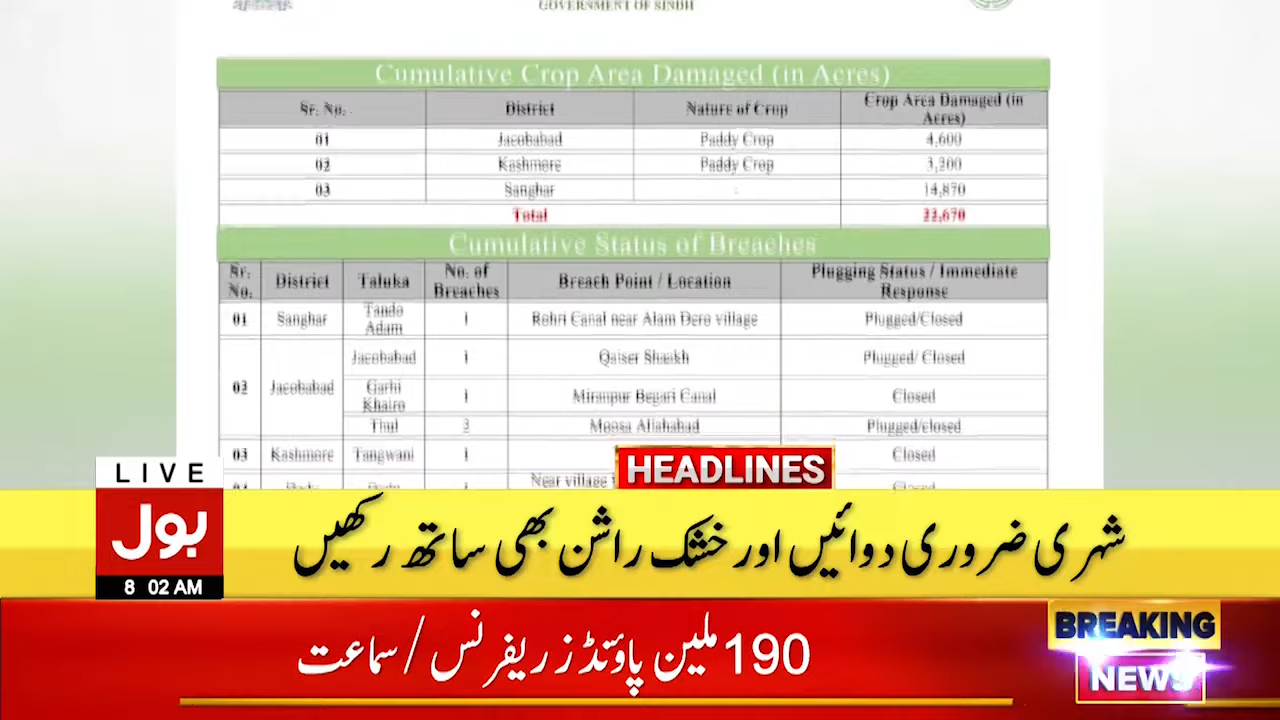 GOVERNMENT OF SINDH
Cumulative Crop Area Damaged (in Acres)
Sr. No. District Nature of Crop Crop Area Damaged (in Acres)
01 Jacobabad Paddy Crop 4,600
02 Kashmore Paddy Crop 3,200
03 Sanghar - 14,870
Total 22,670
Cumulative Status of Breaches
Sr. No. District Taluka No. of Breaches Breach Point / Location Plugging Status / Immediate Response
01 Sanghar Tando Adam 1 Rohri Canal near Alam Dero village Plugged/Closed
02 Jacobabad Jacobabad 1 Qaiser Shaikh Plugged/ Closed
Garhi Khairo 1 Miranpur Begari Canal Closed
Thul Moosa Allahabad Plugged/closed
03 Kashmore Tangwani 1 Closed
Near village
HEADLINES
LIVE
بول
8 02 AM
شہری ضروری دوائیں اور خشک راشن بھی ساتھ رکھیں
190 ملین پاؤنڈز ریفرنس/سماعت
BREAKING
NEWS